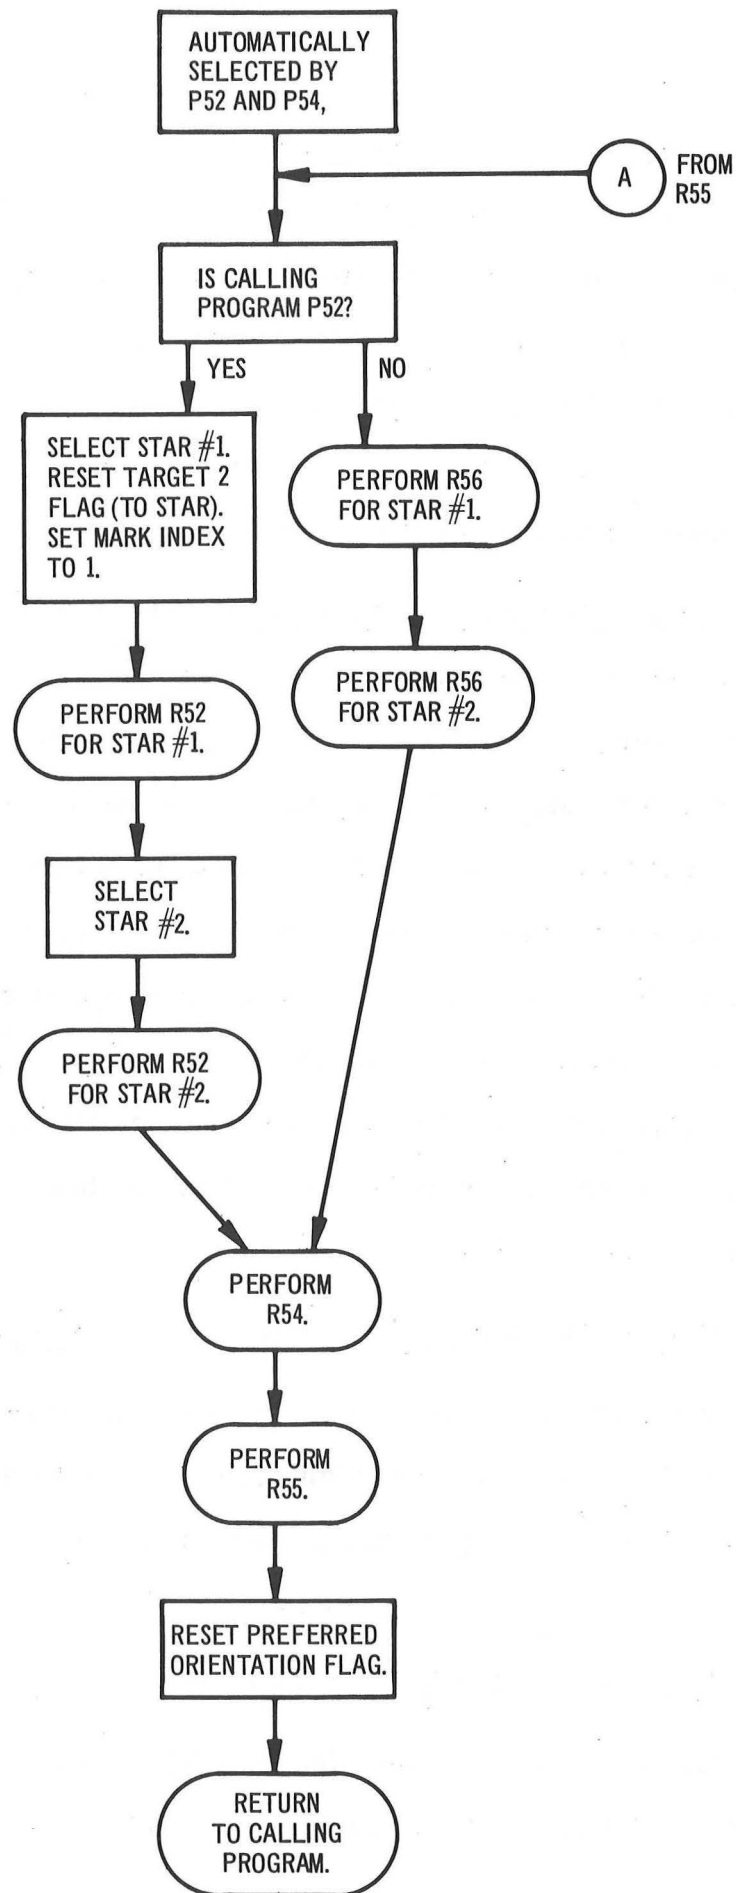 AUTOMATICALLY
SELECTED BY
P52 AND P54,
A
FROM
R55
IS CALLING
PROGRAM P52?
YES
NO
SELECT STAR #1.
RESET TARGET 2
FLAG (TO STAR).
SET MARK INDEX
TO 1.
PERFORM R56
FOR STAR #1.
PERFORM R52
FOR STAR #1.
PERFORM R56
FOR STAR #2.
SELECT
STAR #2.
PERFORM R52
FOR STAR #2.
PERFORM
R54.
PERFORM
R55.
RESET PREFERRED
ORIENTATION FLAG.
RETURN
TO CALLING
PROGRAM.